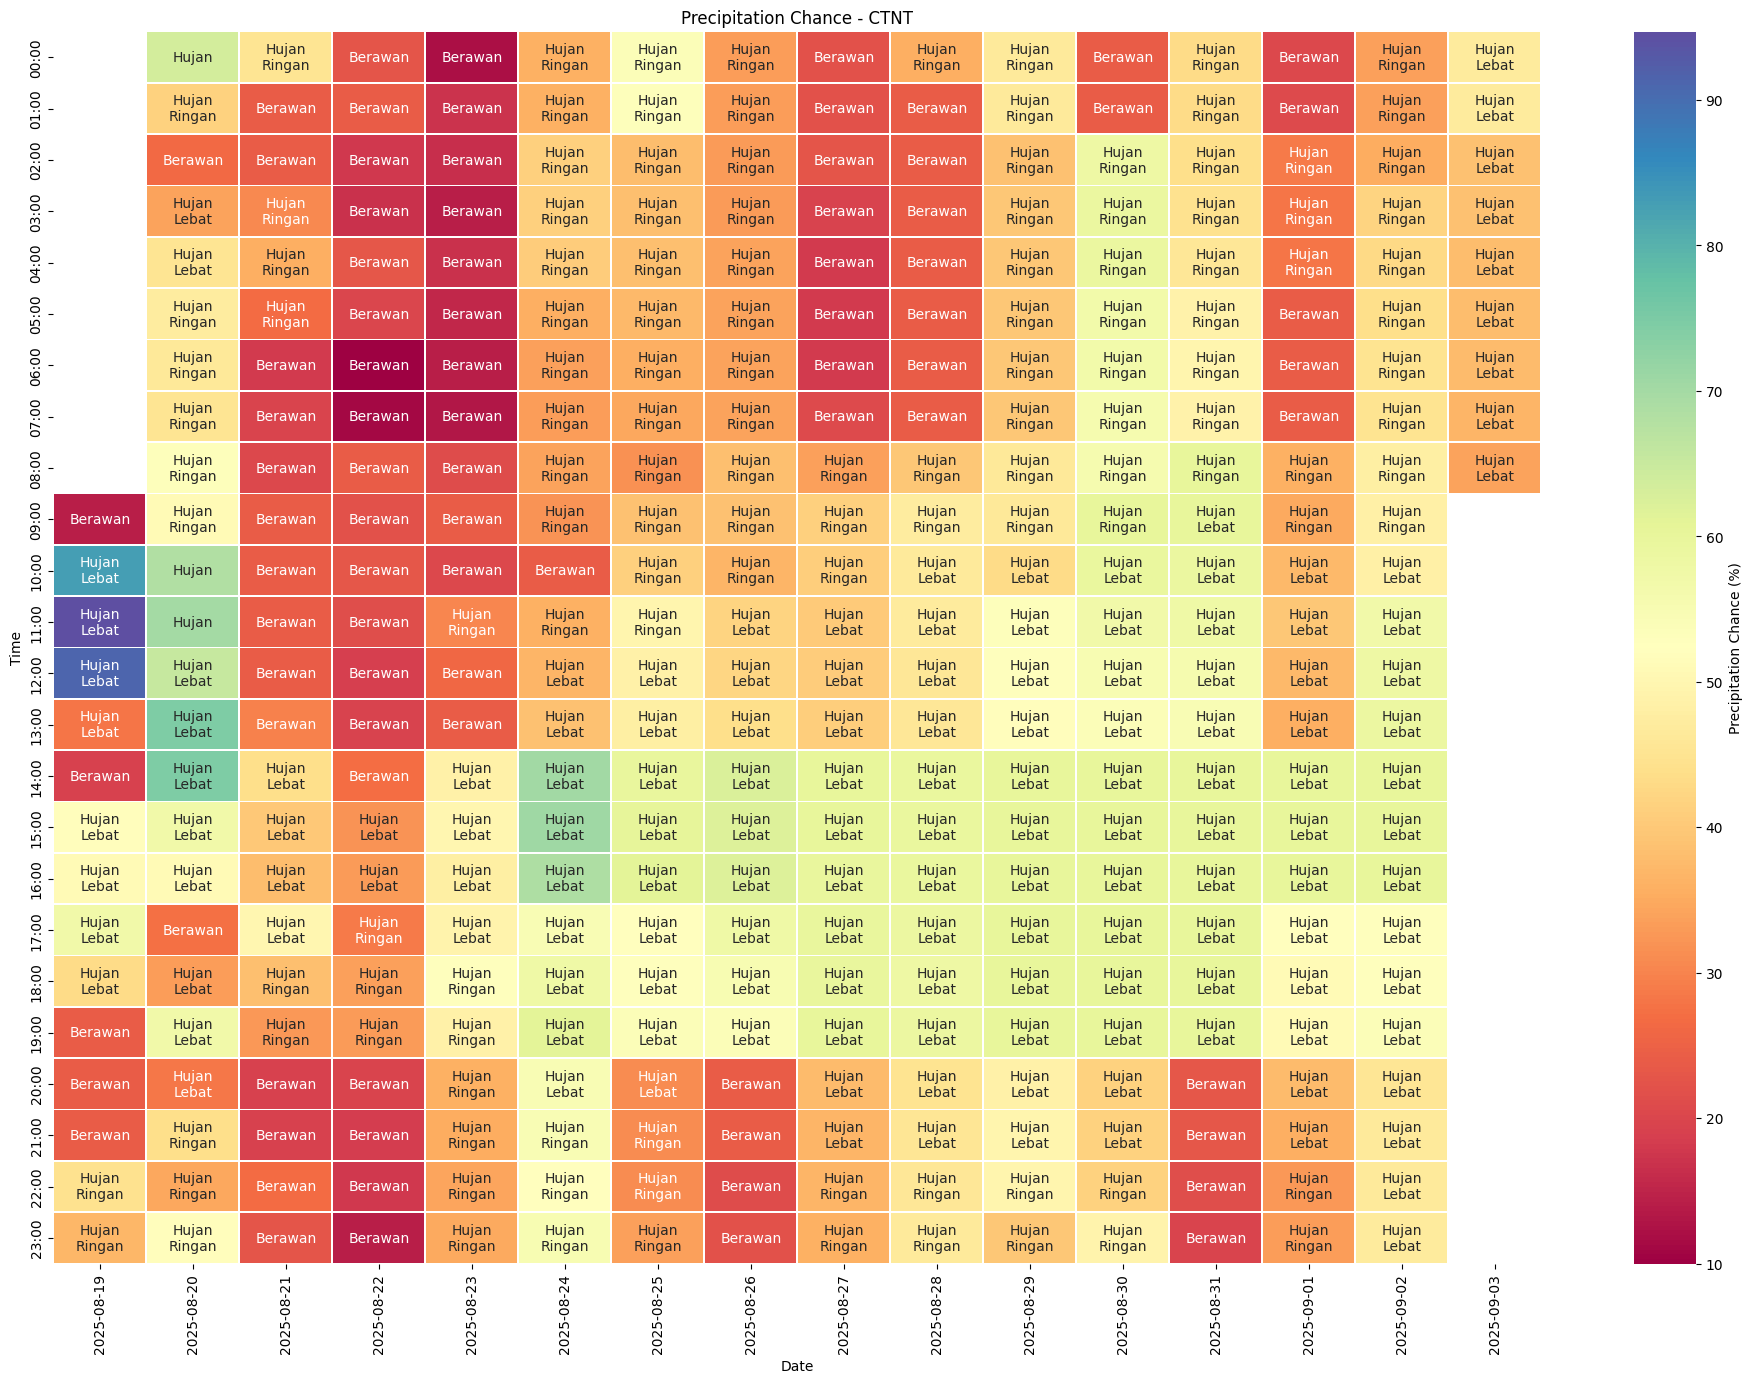 Precipitation Chance - CTNT
Time
00:00 Hujan Hujan Ringan Berawan Berawan Hujan Ringan Hujan Ringan Hujan Ringan Berawan Hujan Ringan Hujan Ringan Berawan Hujan Ringan Berawan Hujan Ringan Hujan Lebat
01:00 Hujan Ringan Berawan Berawan Berawan Hujan Ringan Hujan Ringan Hujan Ringan Berawan Berawan Hujan Ringan Berawan Hujan Ringan Berawan Hujan Ringan Hujan Lebat
02:00 Berawan Berawan Berawan Berawan Hujan Ringan Hujan Ringan Hujan Ringan Berawan Berawan Hujan Ringan Hujan Ringan Hujan Ringan Hujan Ringan Hujan Ringan Hujan Lebat
03:00 Hujan Lebat Hujan Ringan Berawan Berawan Hujan Ringan Hujan Ringan Hujan Ringan Berawan Berawan Hujan Ringan Hujan Ringan Hujan Ringan Hujan Ringan Hujan Ringan Hujan Lebat
04:00 Hujan Lebat Hujan Ringan Berawan Berawan Hujan Ringan Hujan Ringan Hujan Ringan Berawan Berawan Hujan Ringan Hujan Ringan Hujan Ringan Hujan Ringan Hujan Ringan Hujan Lebat
05:00 Hujan Ringan Hujan Ringan Berawan Berawan Hujan Ringan Hujan Ringan Hujan Ringan Berawan Berawan Hujan Ringan Hujan Ringan Hujan Ringan Berawan Hujan Ringan Hujan Lebat
06:00 Hujan Ringan Berawan Berawan Berawan Hujan Ringan Hujan Ringan Hujan Ringan Berawan Berawan Hujan Ringan Hujan Ringan Hujan Ringan Berawan Hujan Ringan Hujan Lebat
07:00 Hujan Ringan Berawan Berawan Berawan Hujan Ringan Hujan Ringan Hujan Ringan Berawan Berawan Hujan Ringan Hujan Ringan Hujan Ringan Berawan Hujan Ringan Hujan Lebat
08:00 Hujan Ringan Berawan Berawan Berawan Hujan Ringan Hujan Ringan Hujan Ringan Hujan Ringan Hujan Ringan Hujan Ringan Hujan Ringan Hujan Ringan Hujan Ringan Hujan Ringan Hujan Lebat
09:00 Berawan Hujan Ringan Berawan Berawan Berawan Hujan Ringan Hujan Ringan Hujan Ringan Hujan Ringan Hujan Ringan Hujan Ringan Hujan Ringan Hujan Lebat Hujan Ringan Hujan Ringan
10:00 Hujan Lebat Hujan Berawan Berawan Berawan Berawan Hujan Ringan Hujan Ringan Hujan Ringan Hujan Lebat Hujan Lebat Hujan Lebat Hujan Lebat Hujan Lebat Hujan Lebat
11:00 Hujan Lebat Hujan Berawan Berawan Hujan Ringan Hujan Ringan Hujan Ringan Hujan Lebat Hujan Lebat Hujan Lebat Hujan Lebat Hujan Lebat Hujan Lebat Hujan Lebat Hujan Lebat
12:00 Hujan Lebat Hujan Lebat Berawan Berawan Berawan Hujan Lebat Hujan Lebat Hujan Lebat Hujan Lebat Hujan Lebat Hujan Lebat Hujan Lebat Hujan Lebat Hujan Lebat Hujan Lebat
13:00 Hujan Lebat Hujan Lebat Berawan Berawan Berawan Hujan Lebat Hujan Lebat Hujan Lebat Hujan Lebat Hujan Lebat Hujan Lebat Hujan Lebat Hujan Lebat Hujan Lebat Hujan Lebat
14:00 Berawan Hujan Lebat Hujan Lebat Berawan Hujan Lebat Hujan Lebat Hujan Lebat Hujan Lebat Hujan Lebat Hujan Lebat Hujan Lebat Hujan Lebat Hujan Lebat Hujan Lebat Hujan Lebat
15:00 Hujan Lebat Hujan Lebat Hujan Lebat Hujan Lebat Hujan Lebat Hujan Lebat Hujan Lebat Hujan Lebat Hujan Lebat Hujan Lebat Hujan Lebat Hujan Lebat Hujan Lebat Hujan Lebat Hujan Lebat
16:00 Hujan Lebat Hujan Lebat Hujan Lebat Hujan Lebat Hujan Lebat Hujan Lebat Hujan Lebat Hujan Lebat Hujan Lebat Hujan Lebat Hujan Lebat Hujan Lebat Hujan Lebat Hujan Lebat Hujan Lebat
17:00 Hujan Lebat Berawan Hujan Lebat Hujan Ringan Hujan Lebat Hujan Lebat Hujan Lebat Hujan Lebat Hujan Lebat Hujan Lebat Hujan Lebat Hujan Lebat Hujan Lebat Hujan Lebat Hujan Lebat
18:00 Hujan Lebat Hujan Lebat Hujan Ringan Hujan Ringan Hujan Ringan Hujan Lebat Hujan Lebat Hujan Lebat Hujan Lebat Hujan Lebat Hujan Lebat Hujan Lebat Hujan Lebat Hujan Lebat Hujan Lebat
19:00 Berawan Hujan Lebat Hujan Ringan Hujan Ringan Hujan Ringan Hujan Lebat Hujan Lebat Hujan Lebat Hujan Lebat Hujan Lebat Hujan Lebat Hujan Lebat Hujan Lebat Hujan Lebat Hujan Lebat
20:00 Berawan Hujan Lebat Berawan Berawan Hujan Ringan Hujan Lebat Hujan Lebat Berawan Hujan Lebat Hujan Lebat Hujan Lebat Hujan Lebat Berawan Hujan Lebat Hujan Lebat
21:00 Berawan Hujan Ringan Berawan Berawan Hujan Ringan Hujan Ringan Hujan Ringan Berawan Hujan Lebat Hujan Lebat Hujan Lebat Hujan Lebat Berawan Hujan Lebat Hujan Lebat
22:00 Hujan Ringan Hujan Ringan Berawan Berawan Hujan Ringan Hujan Ringan Hujan Ringan Berawan Hujan Ringan Hujan Ringan Hujan Ringan Hujan Ringan Berawan Hujan Ringan Hujan Lebat
23:00 Hujan Ringan Hujan Ringan Berawan Berawan Hujan Ringan Hujan Ringan Hujan Ringan Berawan Hujan Ringan Hujan Ringan Hujan Ringan Hujan Ringan Berawan Hujan Ringan Hujan Lebat
2025-08-19 2025-08-20 2025-08-21 2025-08-22 2025-08-23 2025-08-24 2025-08-25 2025-08-26 2025-08-27 2025-08-28 2025-08-29 2025-08-30 2025-08-31 2025-09-01 2025-09-02 2025-09-03
Date
90
80
70
60
50
40
30
20
10
Precipitation Chance (%)